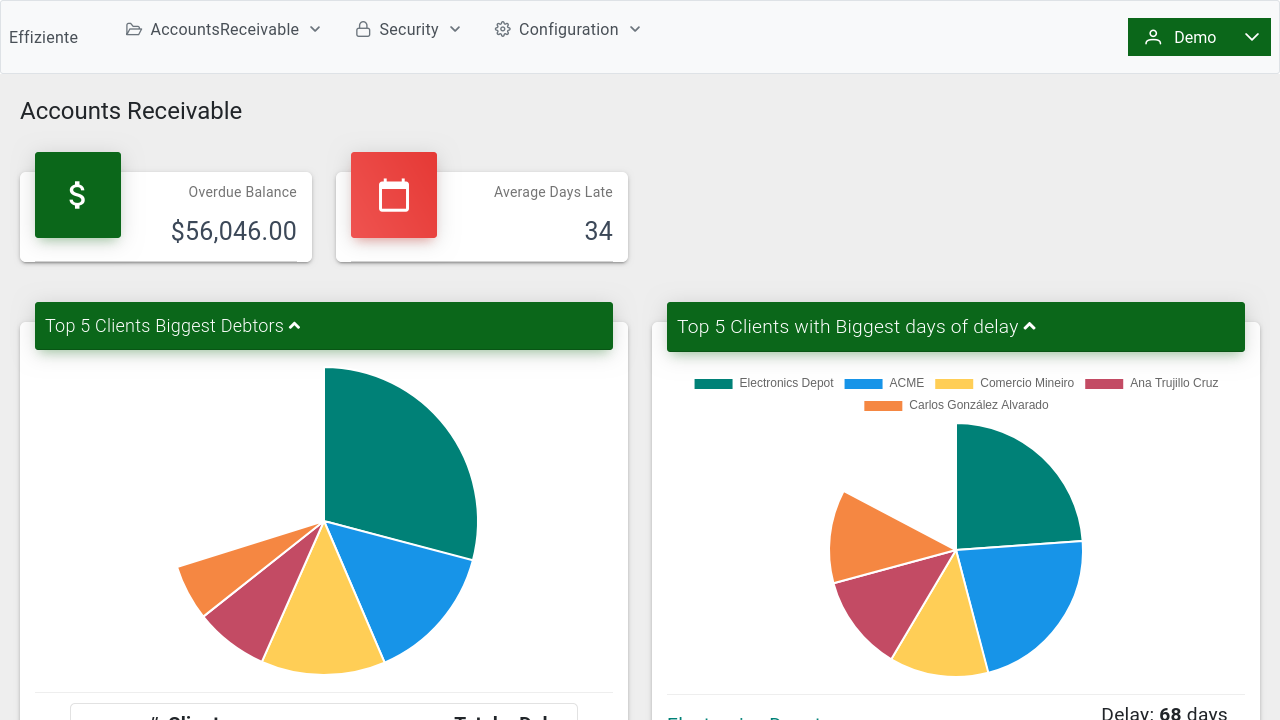 Effiziente
AccountsReceivable
Security
Configuration
Demo
Accounts Receivable
Overdue Balance
$56,046.00
Average Days Late
34
Top 5 Clients Biggest Debtors
Top 5 Clients with Biggest days of delay
Electronics Depot
ACME
Comercio Mineiro
Ana Trujillo Cruz
Carlos González Alvarado
Delay: 68 days